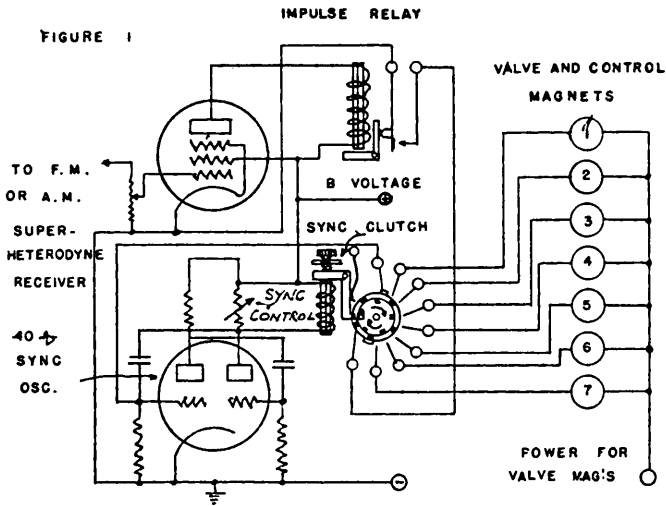 IMPULSE RELAY
FIGURE 1
VALVE AND CONTROL
MAGNETS
1
2
3
4
5
6
7
TO F.M.
OR A.M.
SUPER-
HETERODYNE
RECEIVER
B VOLTAGE
+
SYNC CLUTCH
SYNC
CONTROL
40 ~
SYNC
OSC.
POWER FOR
VALVE MAG'S
−